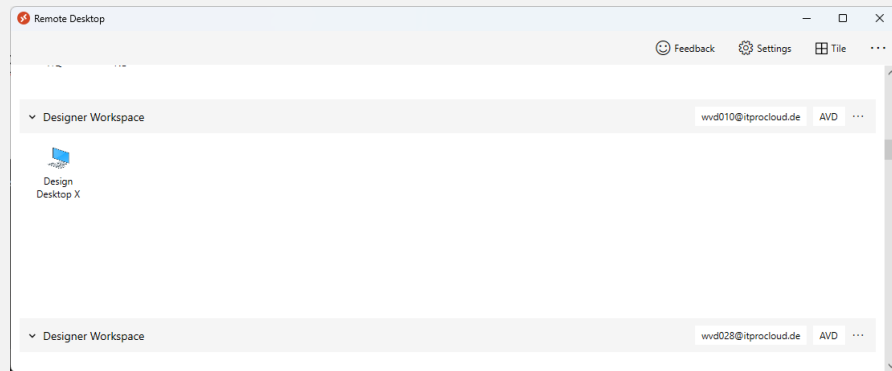 Remote Desktop
Feedback Settings Tile
Designer Workspace wvd010@itprocloud.de AVD
Design
Desktop X
Designer Workspace wvd028@itprocloud.de AVD